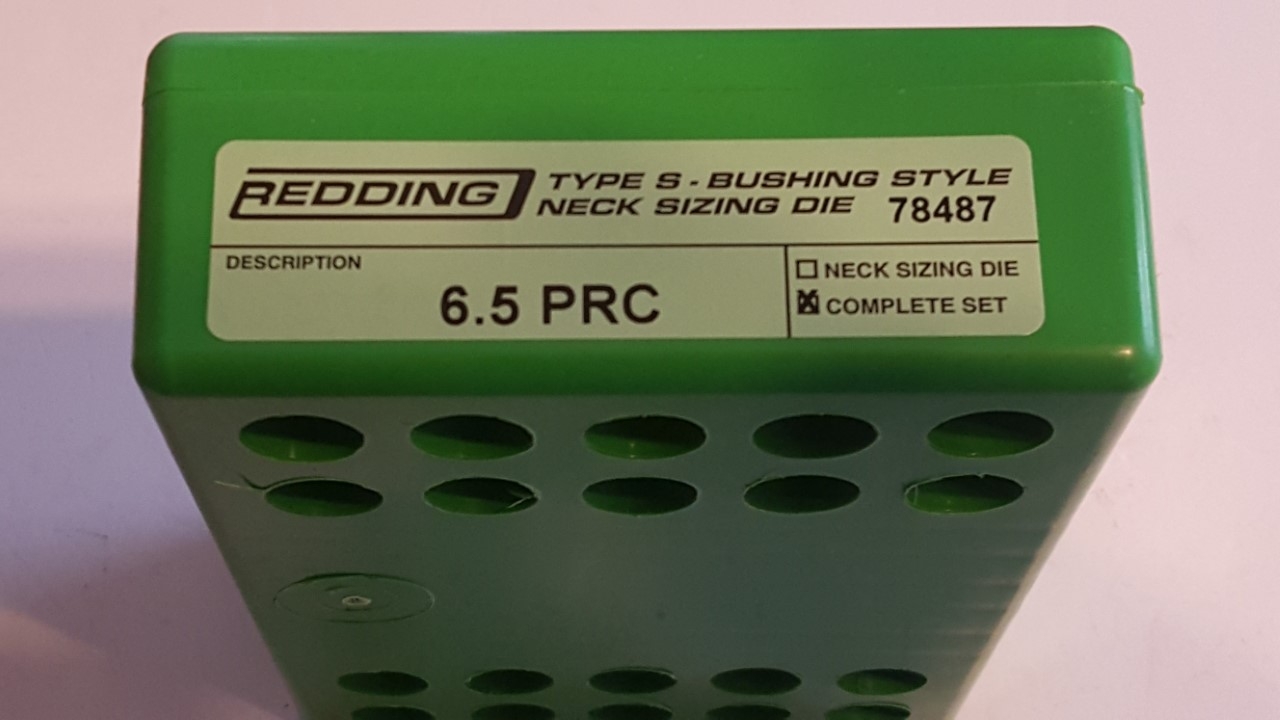 REDDING TYPE S - BUSHING STYLE
NECK SIZING DIE 78487
DESCRIPTION
6.5 PRC
NECK SIZING DIE
COMPLETE SET